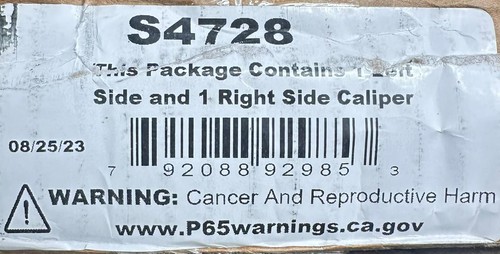 S4728
This Package Contains 1 Left
Side and 1 Right Side Caliper
08/25/23
7 92088 92985 3
WARNING: Cancer And Reproductive Harm
www.P65warnings.ca.gov